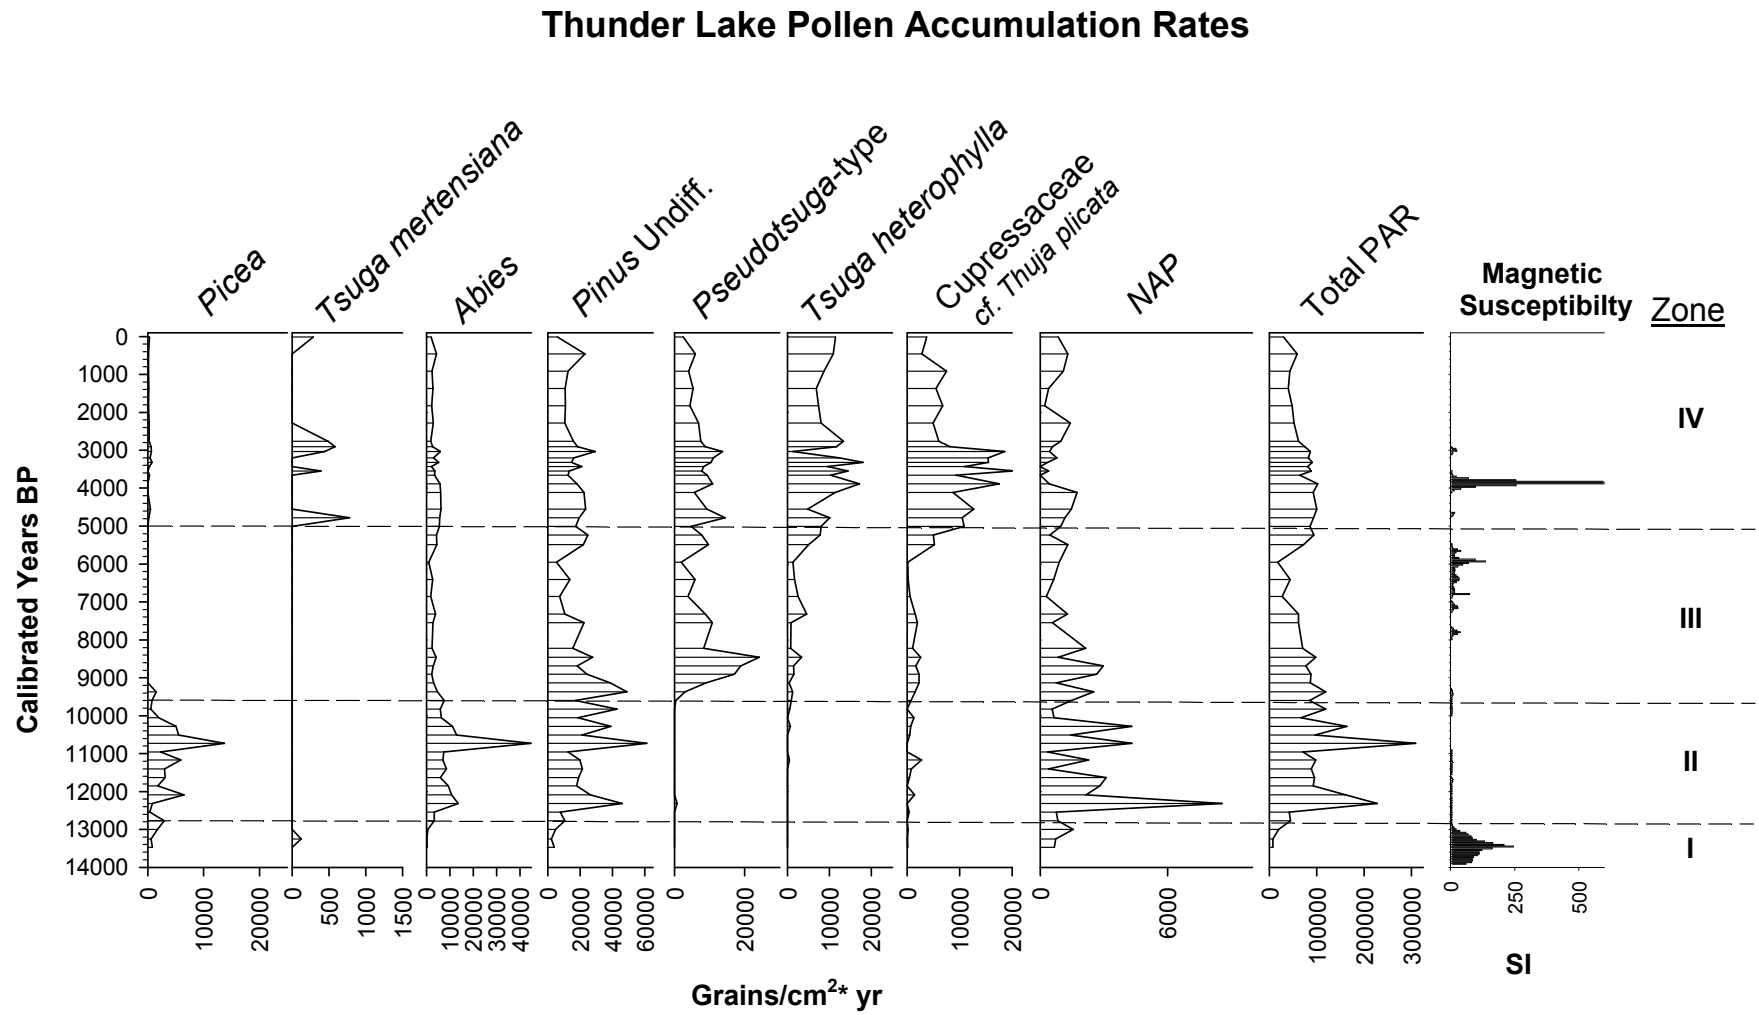 Thunder Lake Pollen Accumulation Rates
Picea
Tsuga mertensiana
Abies
Pinus Undiff.
Pseudotsuga-type
Tsuga heterophylla
Cupressaceae
cf. Thuja plicata
NAP
Total PAR
Magnetic
Susceptibilty
Zone
Calibrated Years BP
0
1000
2000
3000
4000
5000
6000
7000
8000
9000
10000
11000
12000
13000
14000
IV
III
II
I
0 10000 20000
0 500 1000 1500
0 10000 20000 30000 40000
0 20000 40000 60000
0 20000
0 10000 20000
0 10000 20000
0 6000
0 100000 200000 300000
0 250 500
SI
Grains/cm2* yr